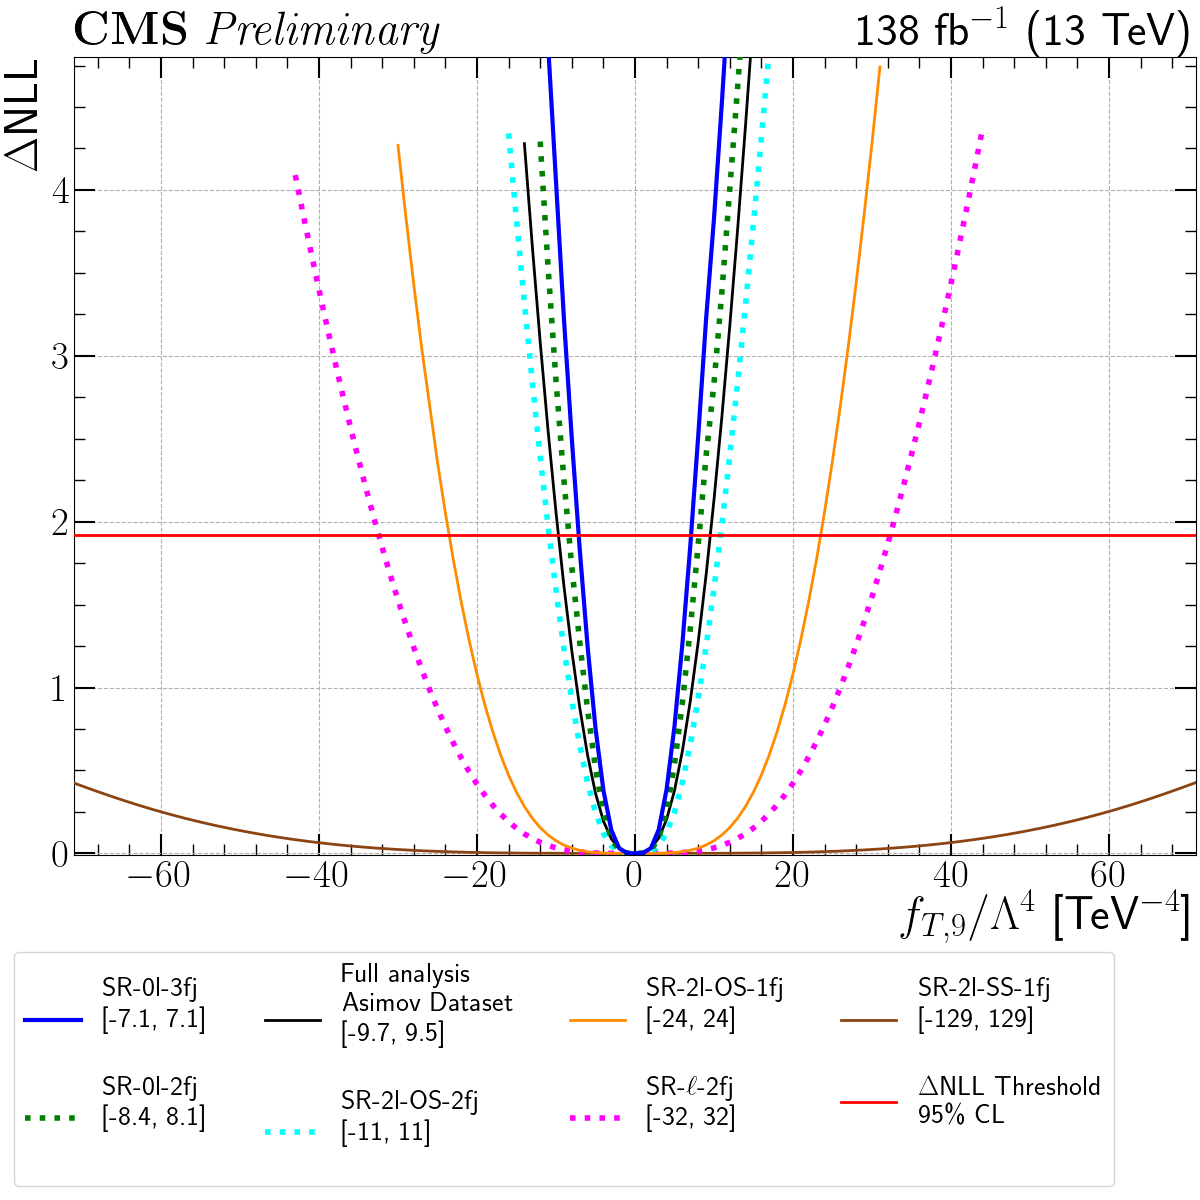 CMS Preliminary
138 fb⁻¹ (13 TeV)
ΔNLL
4
3
2
1
0
−60 −40 −20 0 20 40 60
f_{T,9}/Λ⁴ [TeV⁻⁴]
SR-0l-3fj
[-7.1, 7.1]
SR-0l-2fj
[-8.4, 8.1]
Full analysis
Asimov Dataset
[-9.7, 9.5]
SR-2l-OS-2fj
[-11, 11]
SR-2l-OS-1fj
[-24, 24]
SR-ℓ-2fj
[-32, 32]
SR-2l-SS-1fj
[-129, 129]
ΔNLL Threshold
95% CL